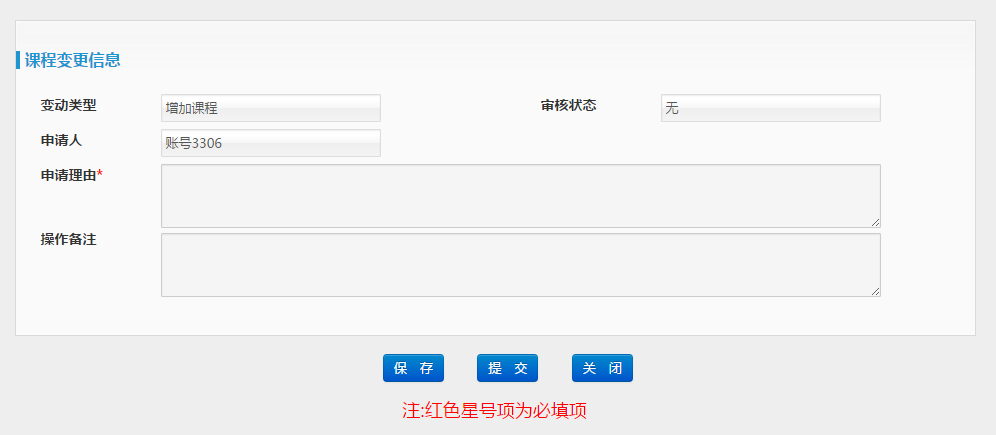 课程变更信息
变动类型 增加课程 审核状态 无
申请人 账号3306
申请理由*
操作备注
保 存 提 交 关 闭
注:红色星号项为必填项